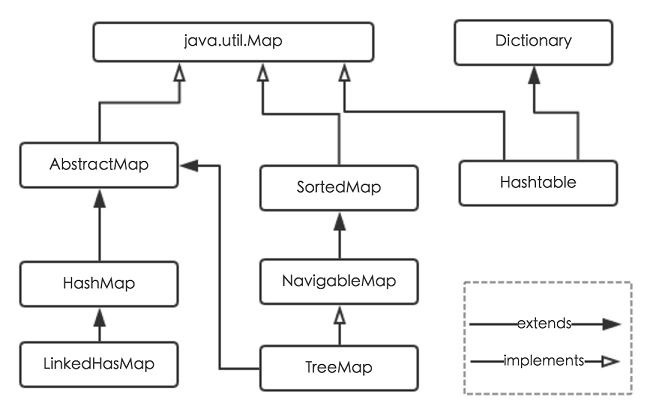 java.util.Map
Dictionary
AbstractMap
SortedMap
Hashtable
HashMap
NavigableMap
LinkedHasMap
TreeMap
extends
implements